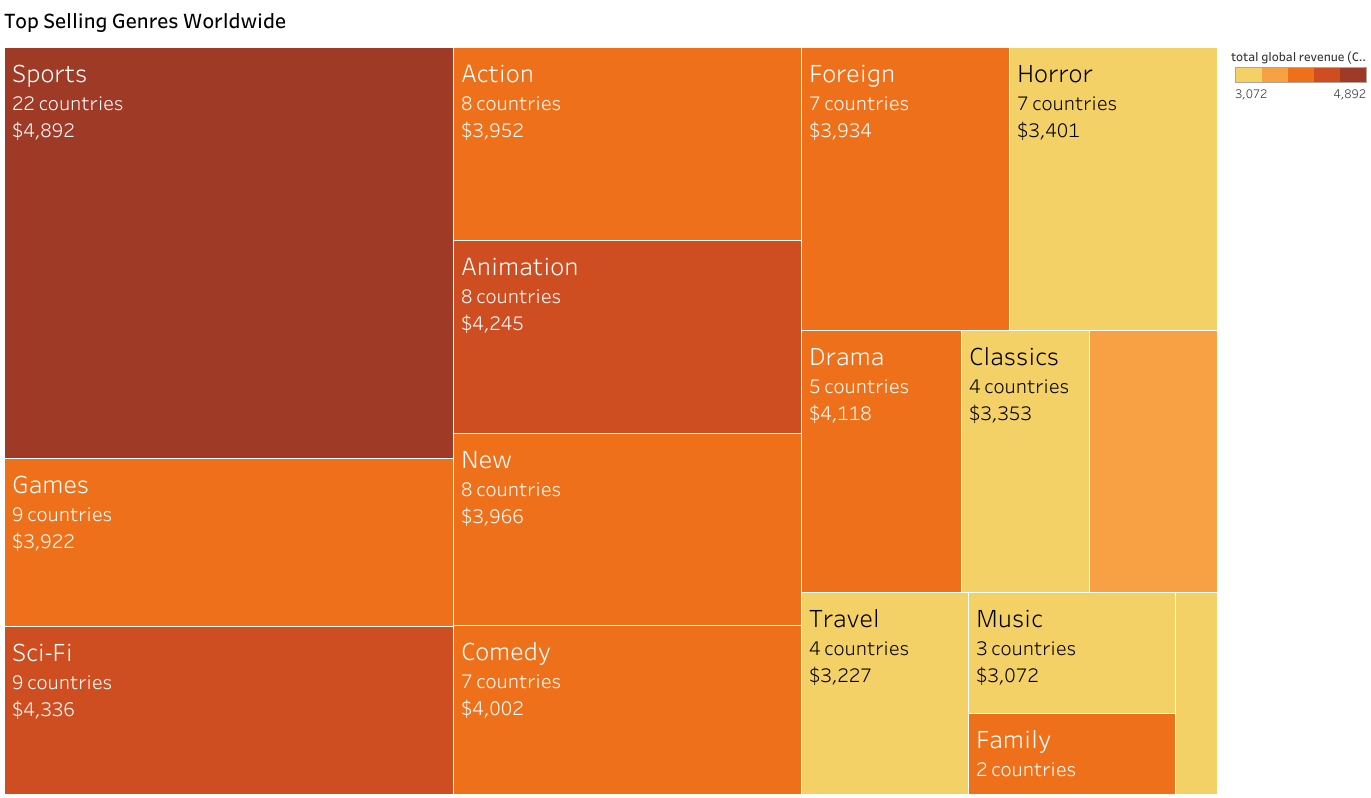 Top Selling Genres Worldwide
Sports
22 countries
$4,892
Games
9 countries
$3,922
Sci-Fi
9 countries
$4,336
Action
8 countries
$3,952
Animation
8 countries
$4,245
New
8 countries
$3,966
Comedy
7 countries
$4,002
Foreign
7 countries
$3,934
Horror
7 countries
$3,401
Drama
5 countries
$4,118
Classics
4 countries
$3,353
Travel
4 countries
$3,227
Music
3 countries
$3,072
Family
2 countries
total global revenue (C..
3,072 4,892